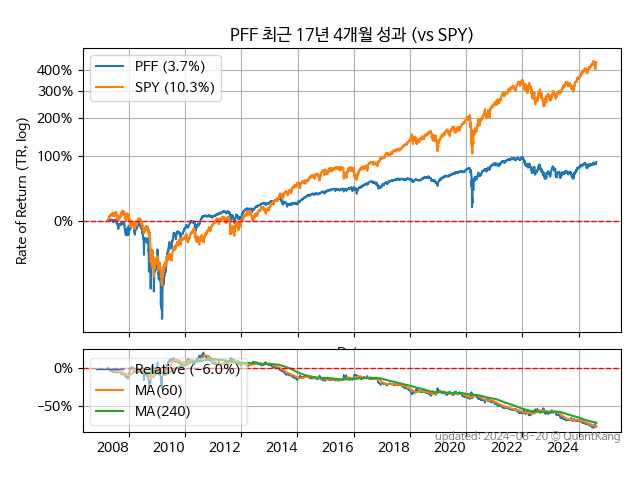 PFF 최근 17년 4개월 성과 (vs SPY)
Rate of Return (TR, log)
400%
300%
200%
100%
0%
PFF (3.7%)
SPY (10.3%)
0%
−50%
Relative (−6.0%)
MA(60)
MA(240)
2008 2010 2012 2014 2016 2018 2020 2022 2024
updated: 2024-08-20 © QuantKang